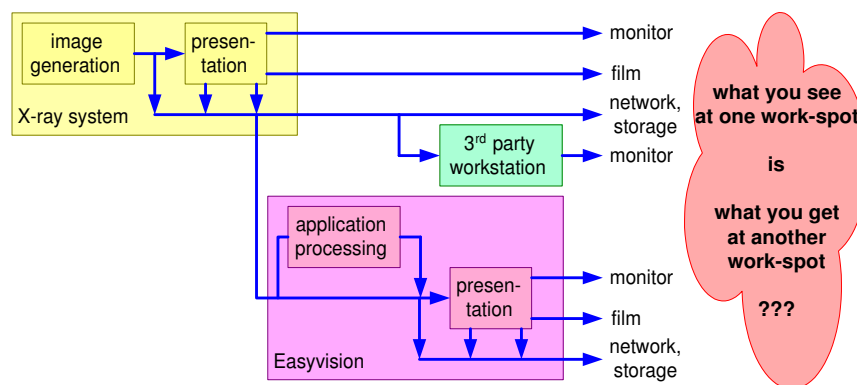 image
generation
presen-
tation
X-ray system
monitor
film
network,
storage
3rd party
workstation
monitor
application
processing
presen-
tation
Easyvision
monitor
film
network,
storage
what you see
at one work-spot
is
what you get
at another
work-spot
???